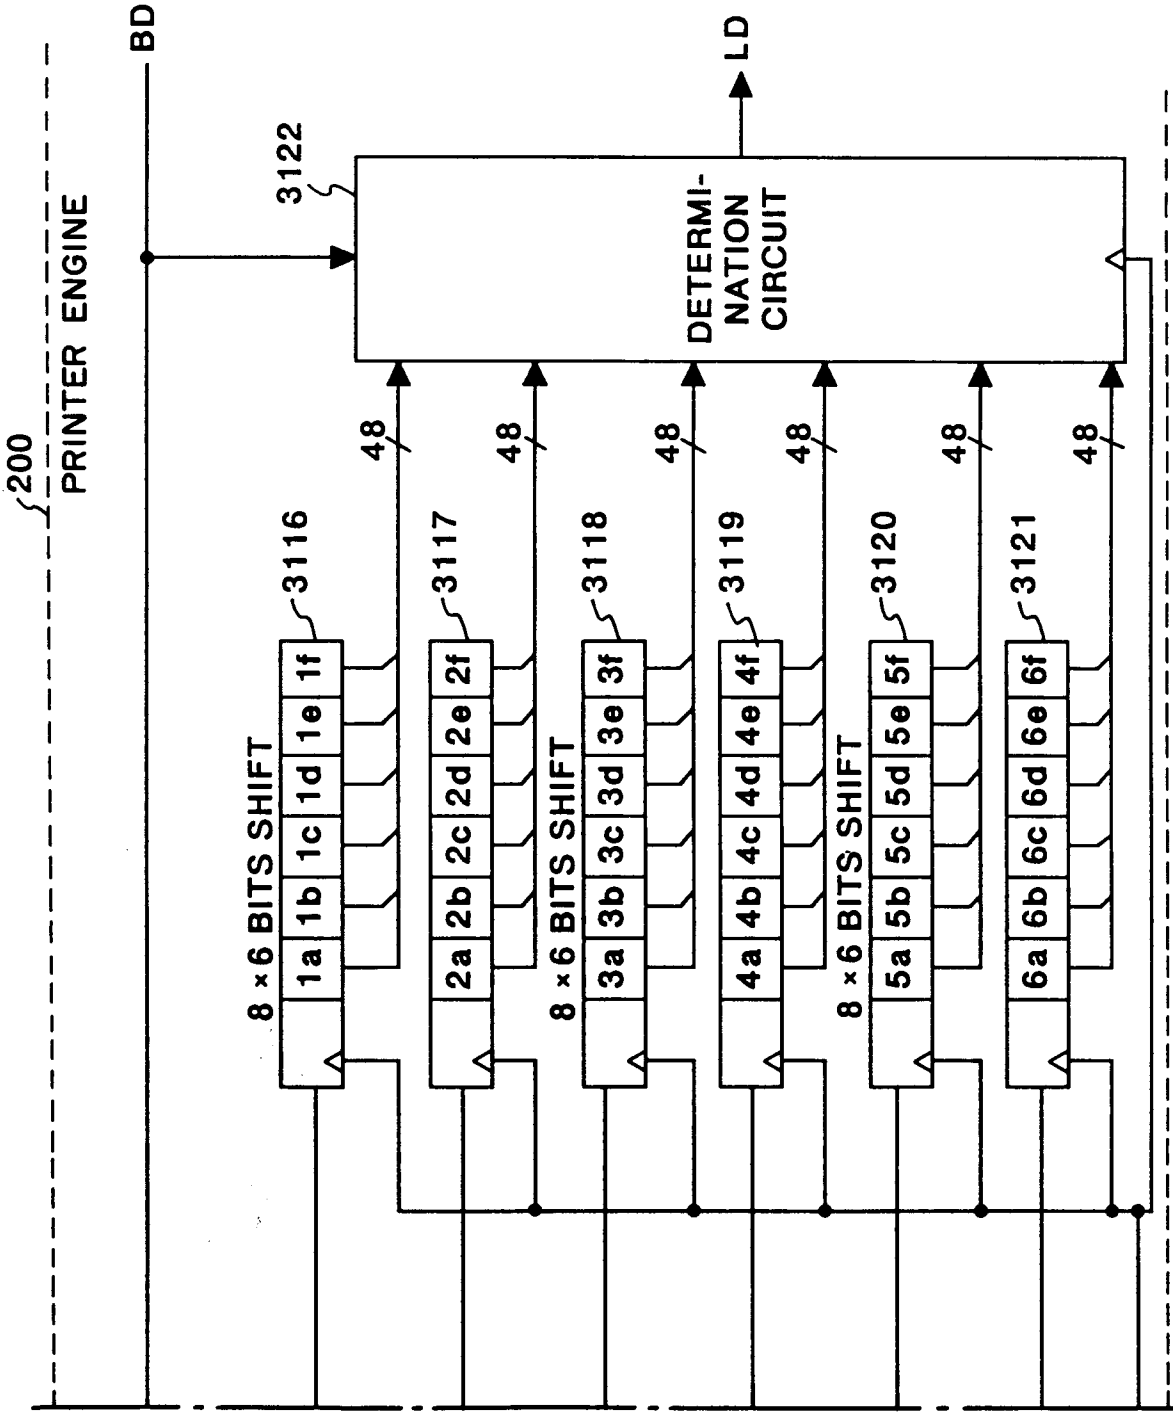 200
PRINTER ENGINE
BD
8 ×6 BITS SHIFT
3116
3122
1a 1b 1c 1d 1e 1f
48
3117
2a 2b 2c 2d 2e 2f
48
8 ×6 BITS SHIFT
3118
3a 3b 3c 3d 3e 3f
48
DETERMI-
NATION
CIRCUIT
LD
3119
4a 4b 4c 4d 4e 4f
48
8 ×6 BITS SHIFT
3120
5a 5b 5c 5d 5e 5f
48
3121
6a 6b 6c 6d 6e 6f
48